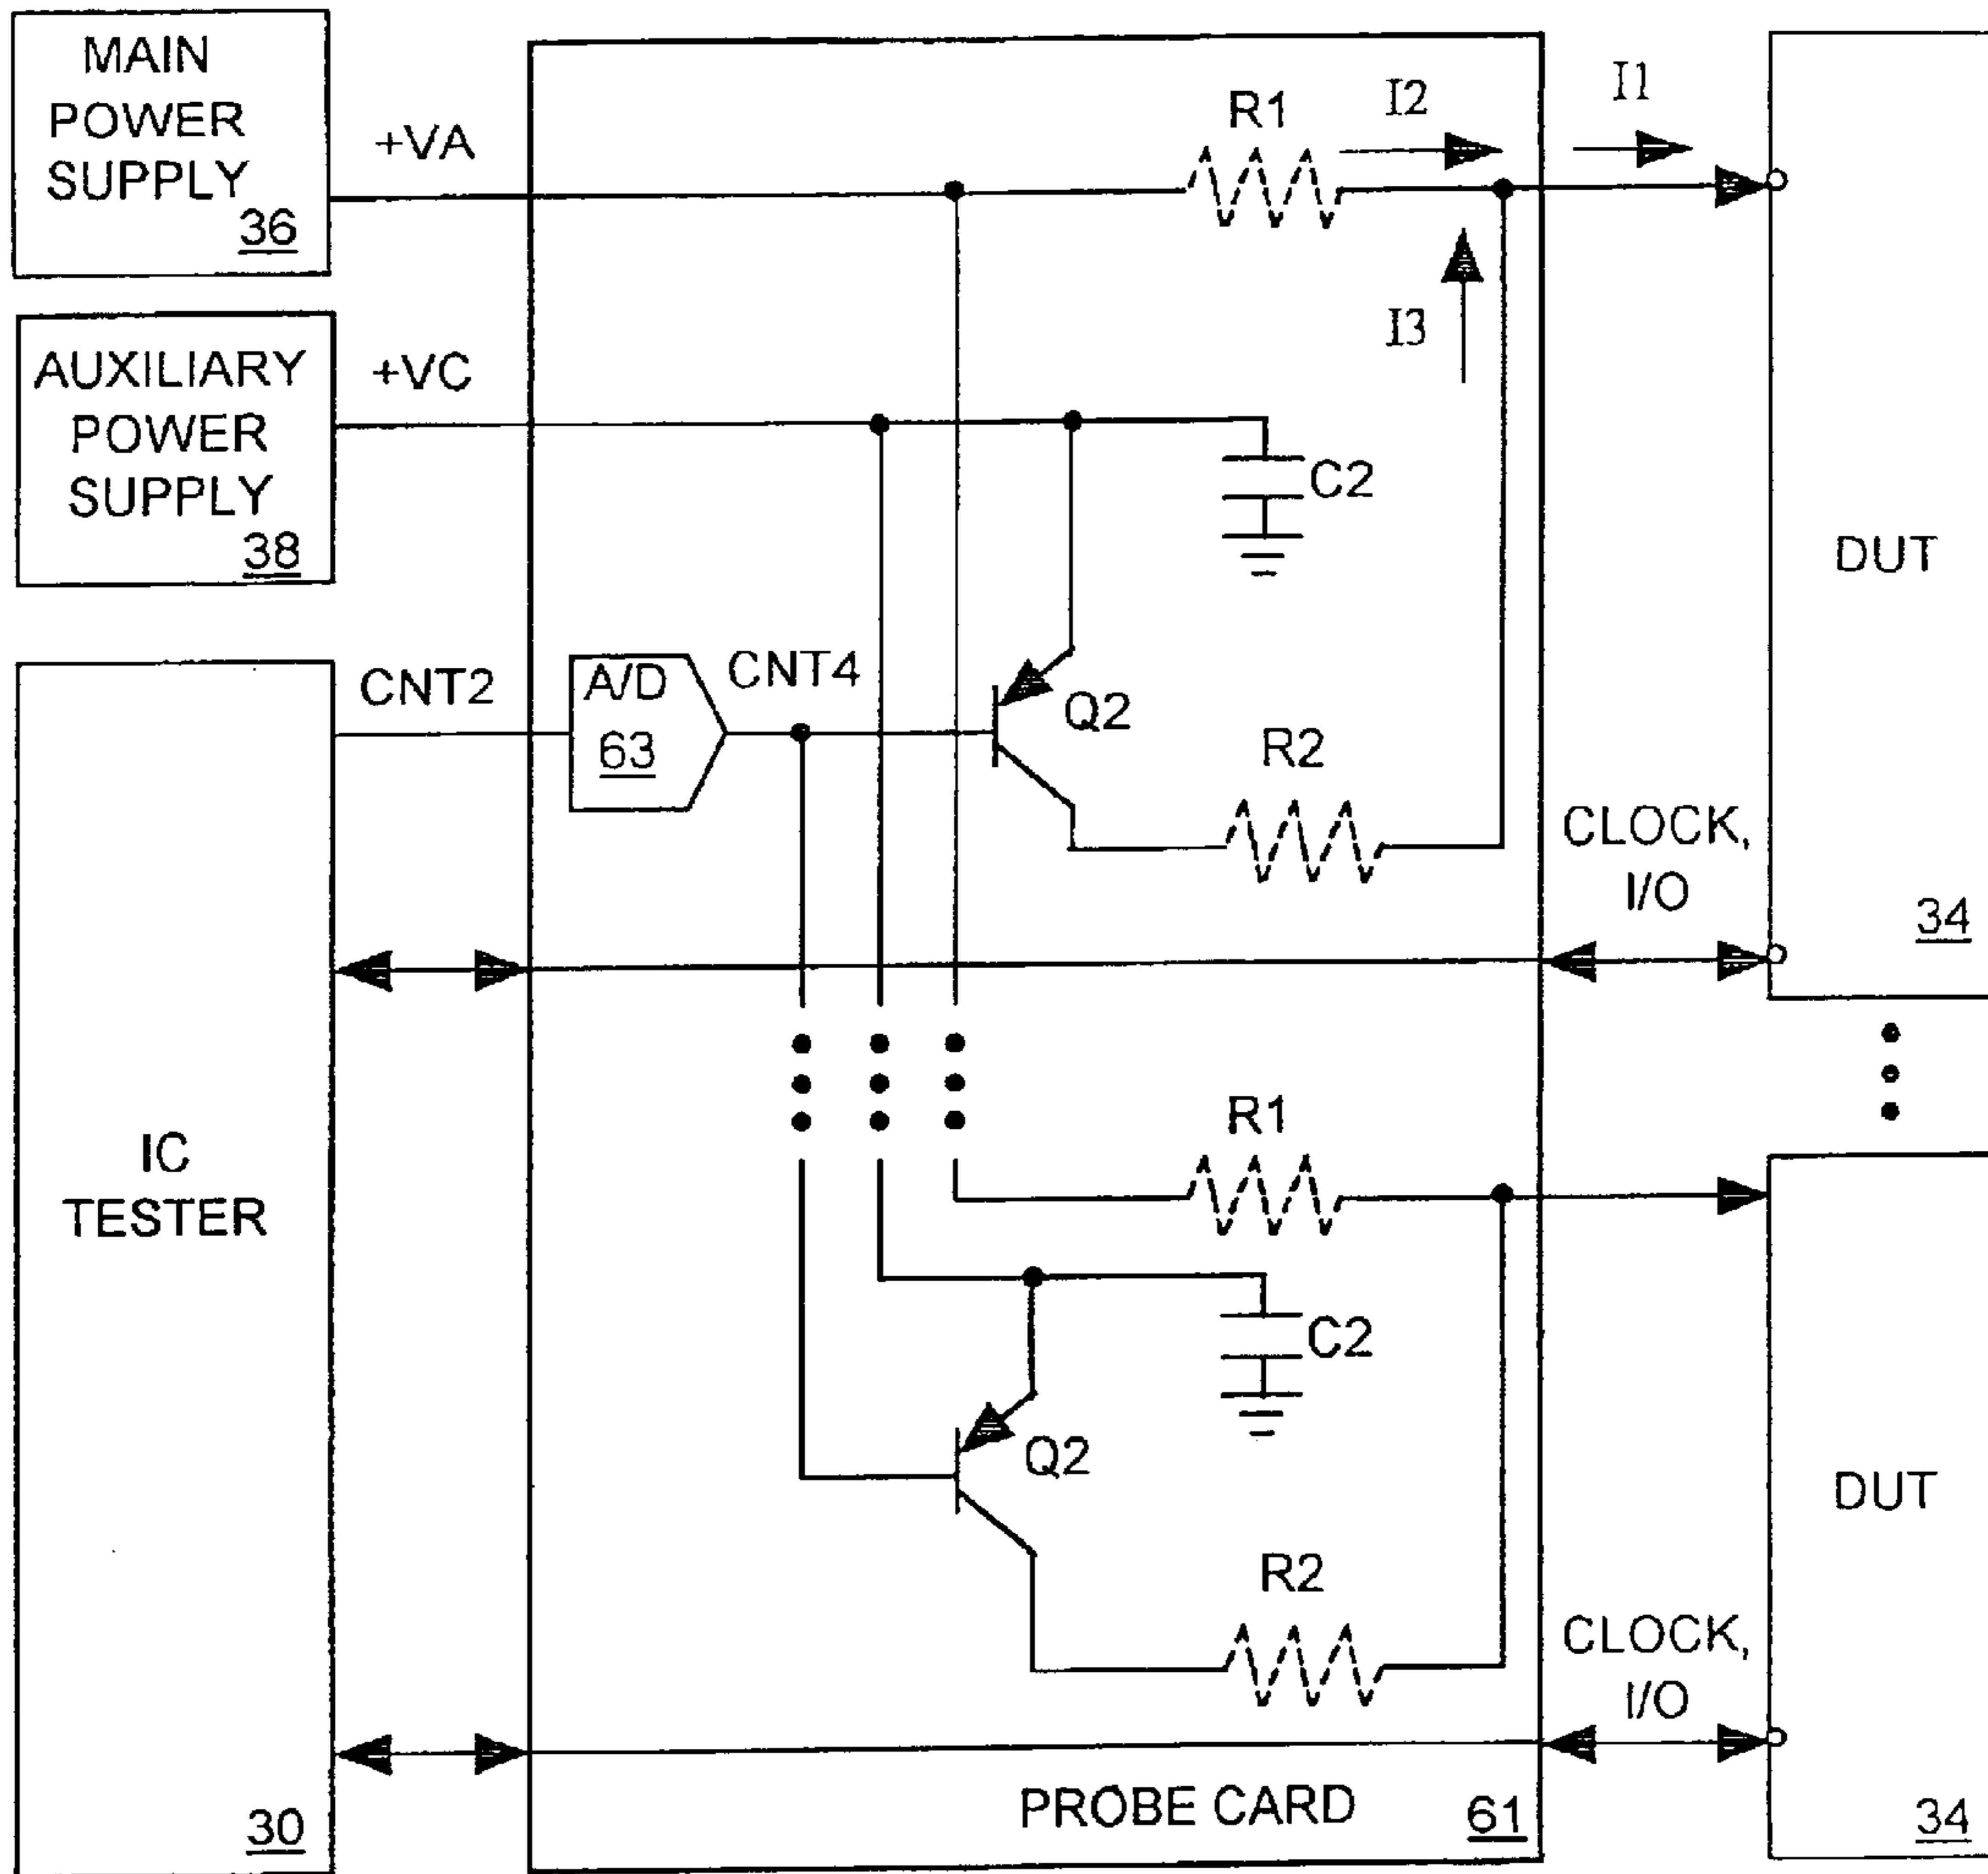 MAIN
POWER
SUPPLY
36
+VA
R1
I2
I1
I3
AUXILIARY
POWER
SUPPLY
38
+VC
C2
DUT
34
CNT2
A/D
63
CNT4
Q2
R2
CLOCK,
I/O
IC
TESTER
30
R1
C2
Q2
R2
DUT
34
CLOCK,
I/O
PROBE CARD
61